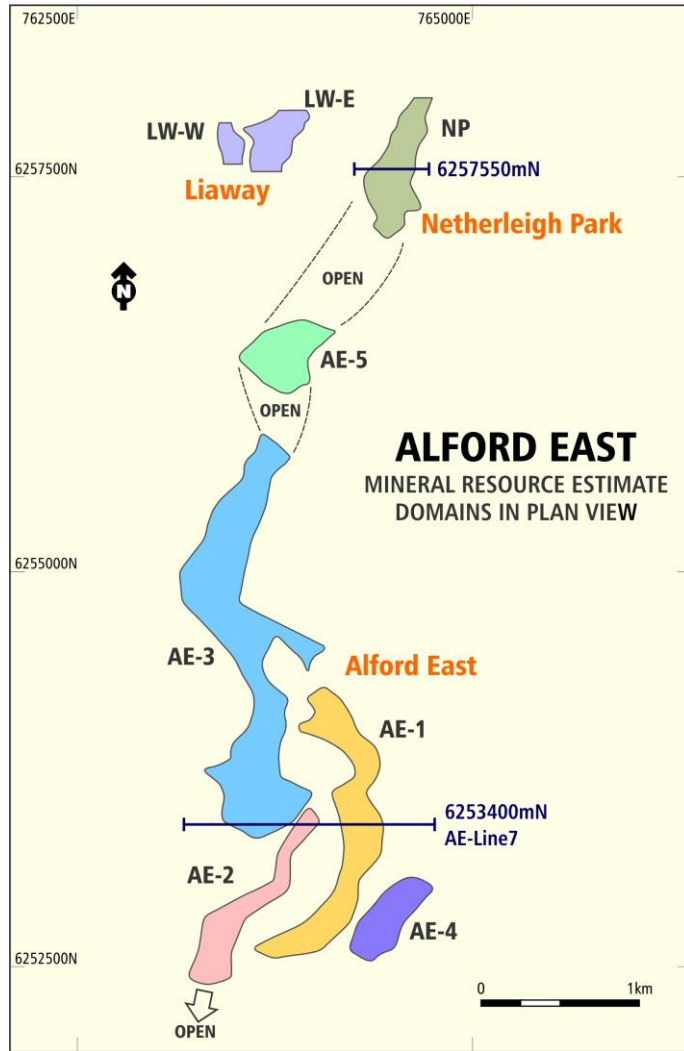 762500E
765000E
LW-E
LW-W
NP
6257500N
6257550mN
Liaway
Netherleigh Park
N
OPEN
AE-5
OPEN
ALFORD EAST
MINERAL RESOURCE ESTIMATE
DOMAINS IN PLAN VIEW
6255000N
AE-3
Alford East
AE-1
6253400mN
AE-Line7
AE-2
AE-4
6252500N
0
1km
OPEN